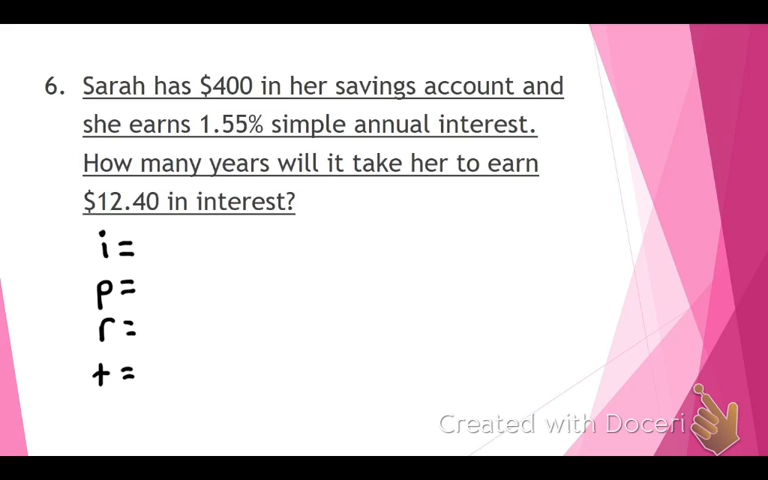 6. Sarah has $400 in her savings account and
she earns 1.55% simple annual interest.
How many years will it take her to earn
$12.40 in interest?
i =
p =
r =
t =
Created with Doceri